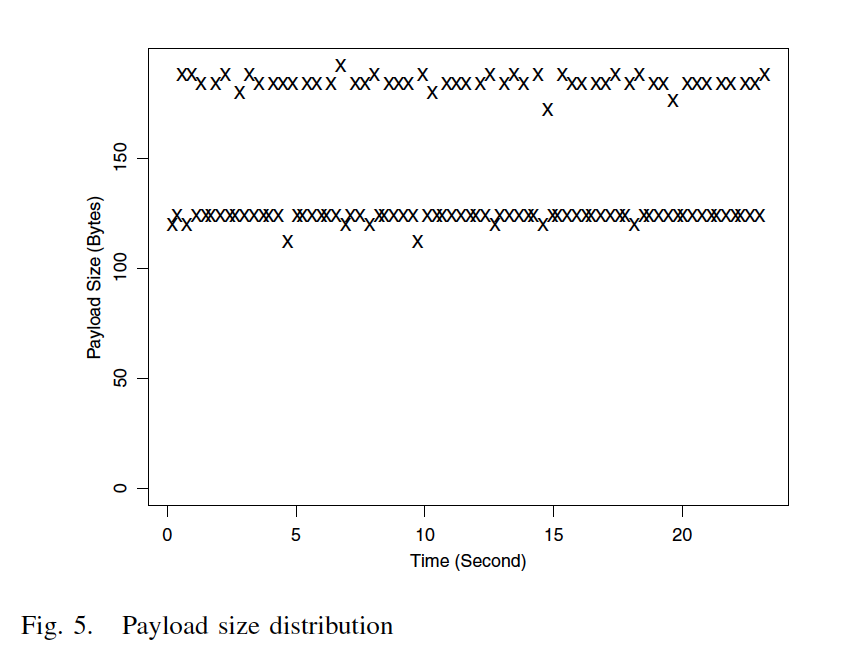 150
100
50
0
Payload Size (Bytes)
0 5 10 15 20
Time (Second)
Fig. 5. Payload size distribution